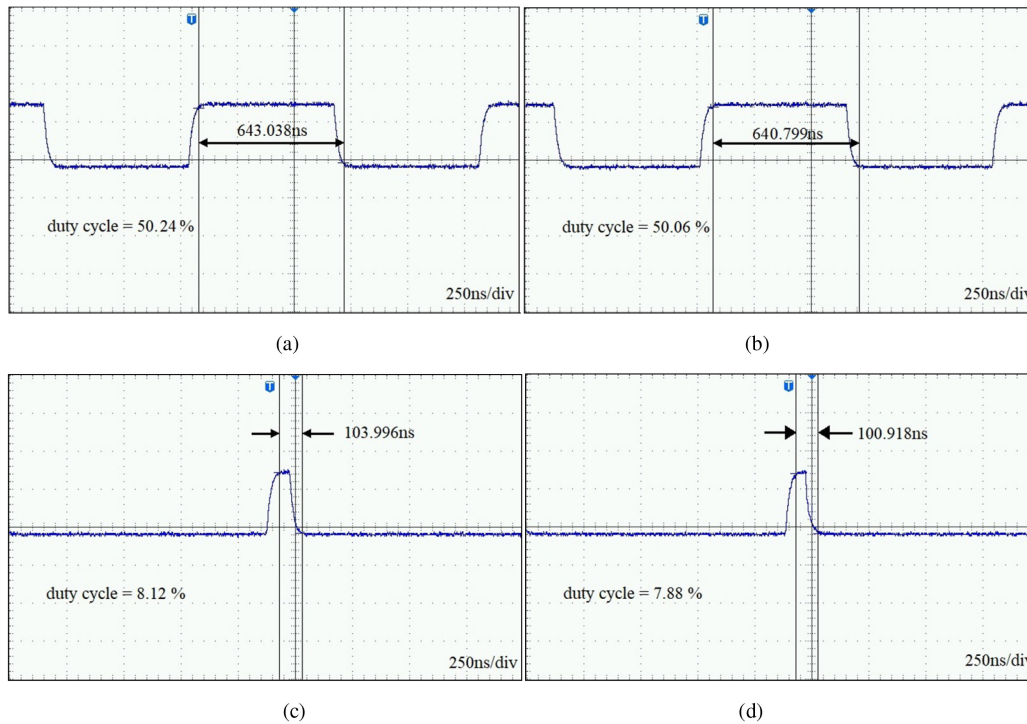 T
T
643.038ns
640.799ns
duty cycle = 50.24 %
duty cycle = 50.06 %
250ns/div
250ns/div
(a)
(b)
T
T
103.996ns
100.918ns
duty cycle = 8.12 %
duty cycle = 7.88 %
250ns/div
250ns/div
(c)
(d)